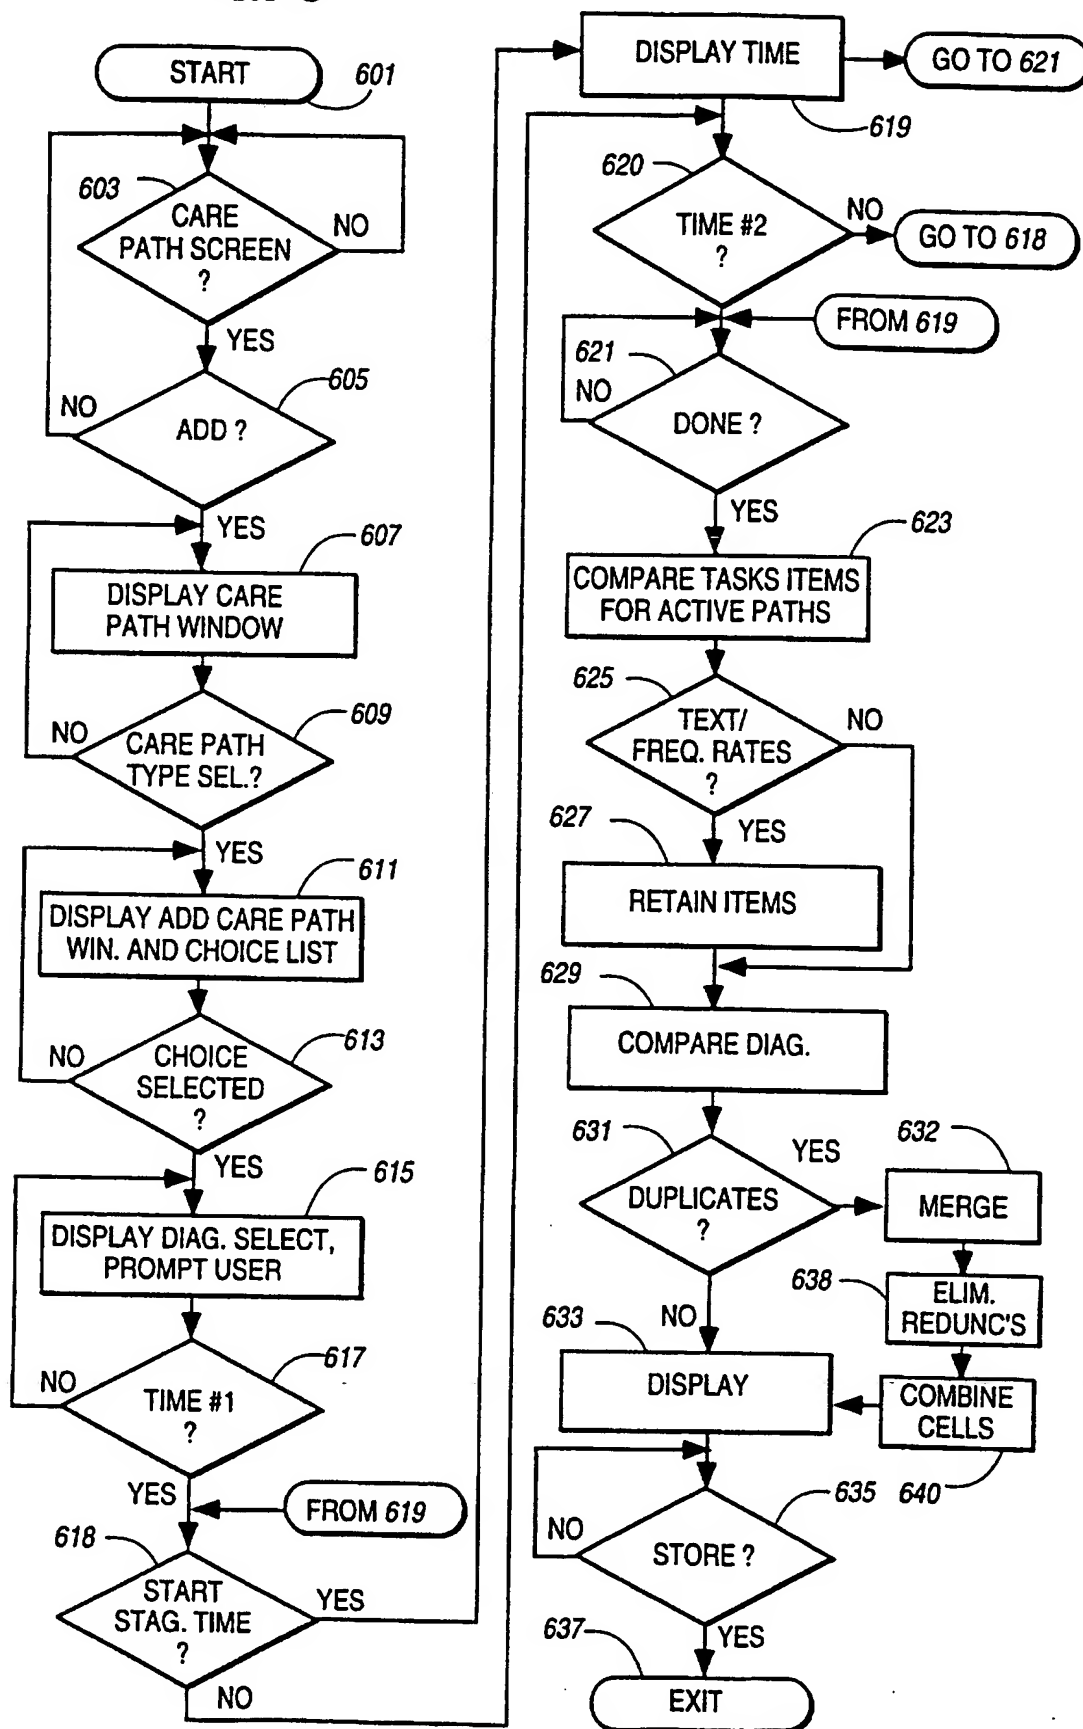 START
601
603
CARE
PATH SCREEN
?
NO
YES
605
NO
ADD ?
YES
607
DISPLAY CARE
PATH WINDOW
609
NO
CARE PATH
TYPE SEL.?
YES
611
DISPLAY ADD CARE PATH
WIN. AND CHOICE LIST
613
NO
CHOICE
SELECTED
?
YES
615
DISPLAY DIAG. SELECT,
PROMPT USER
617
NO
TIME #1
?
YES
FROM 619
618
START
STAG. TIME
?
YES
NO
DISPLAY TIME
GO TO 621
619
620
TIME #2
?
NO
GO TO 618
FROM 619
621
NO
DONE ?
YES
623
COMPARE TASKS ITEMS
FOR ACTIVE PATHS
625
TEXT/
FREQ. RATES
?
NO
627
YES
RETAIN ITEMS
629
COMPARE DIAG.
631
DUPLICATES
?
YES
632
MERGE
638
ELIM.
REDUNC'S
NO
633
DISPLAY
COMBINE
CELLS
640
635
NO
STORE ?
YES
637
EXIT